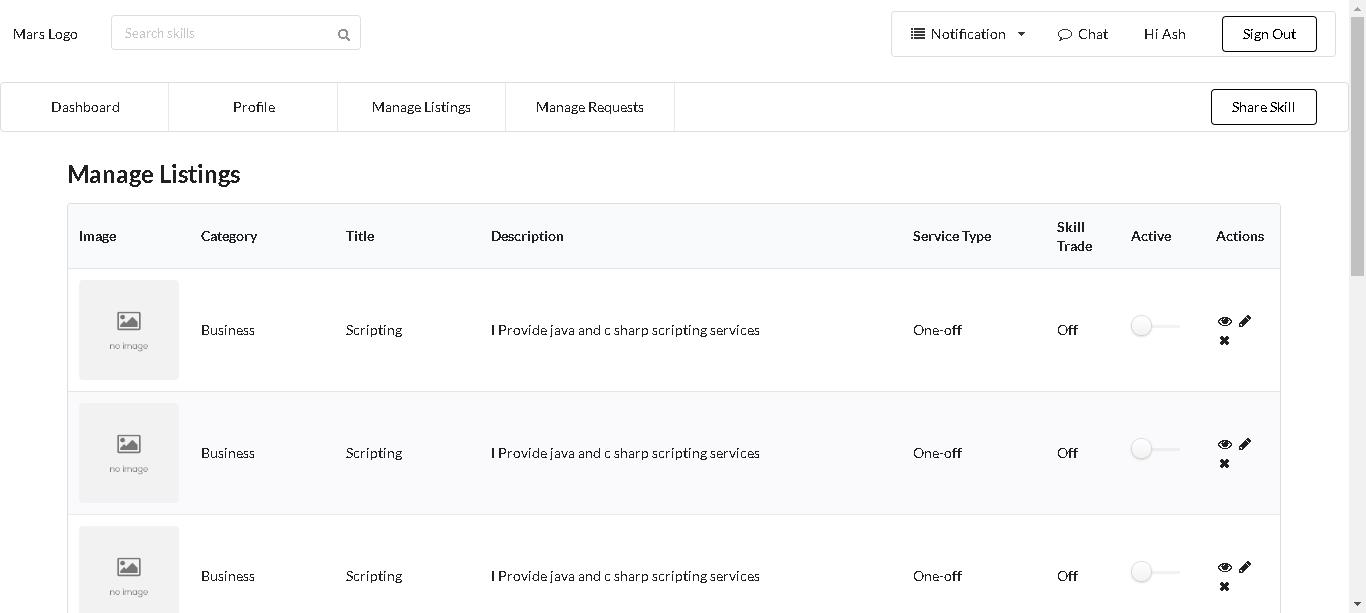 Mars Logo
Search skills
Notification
Chat
Hi Ash
Sign Out
Dashboard
Profile
Manage Listings
Manage Requests
Share Skill
Manage Listings
Image
Category
Title
Description
Service Type
Skill
Trade
Active
Actions
no image
Business
Scripting
I Provide java and c sharp scripting services
One-off
Off
no image
Business
Scripting
I Provide java and c sharp scripting services
One-off
Off
no image
Business
Scripting
I Provide java and c sharp scripting services
One-off
Off